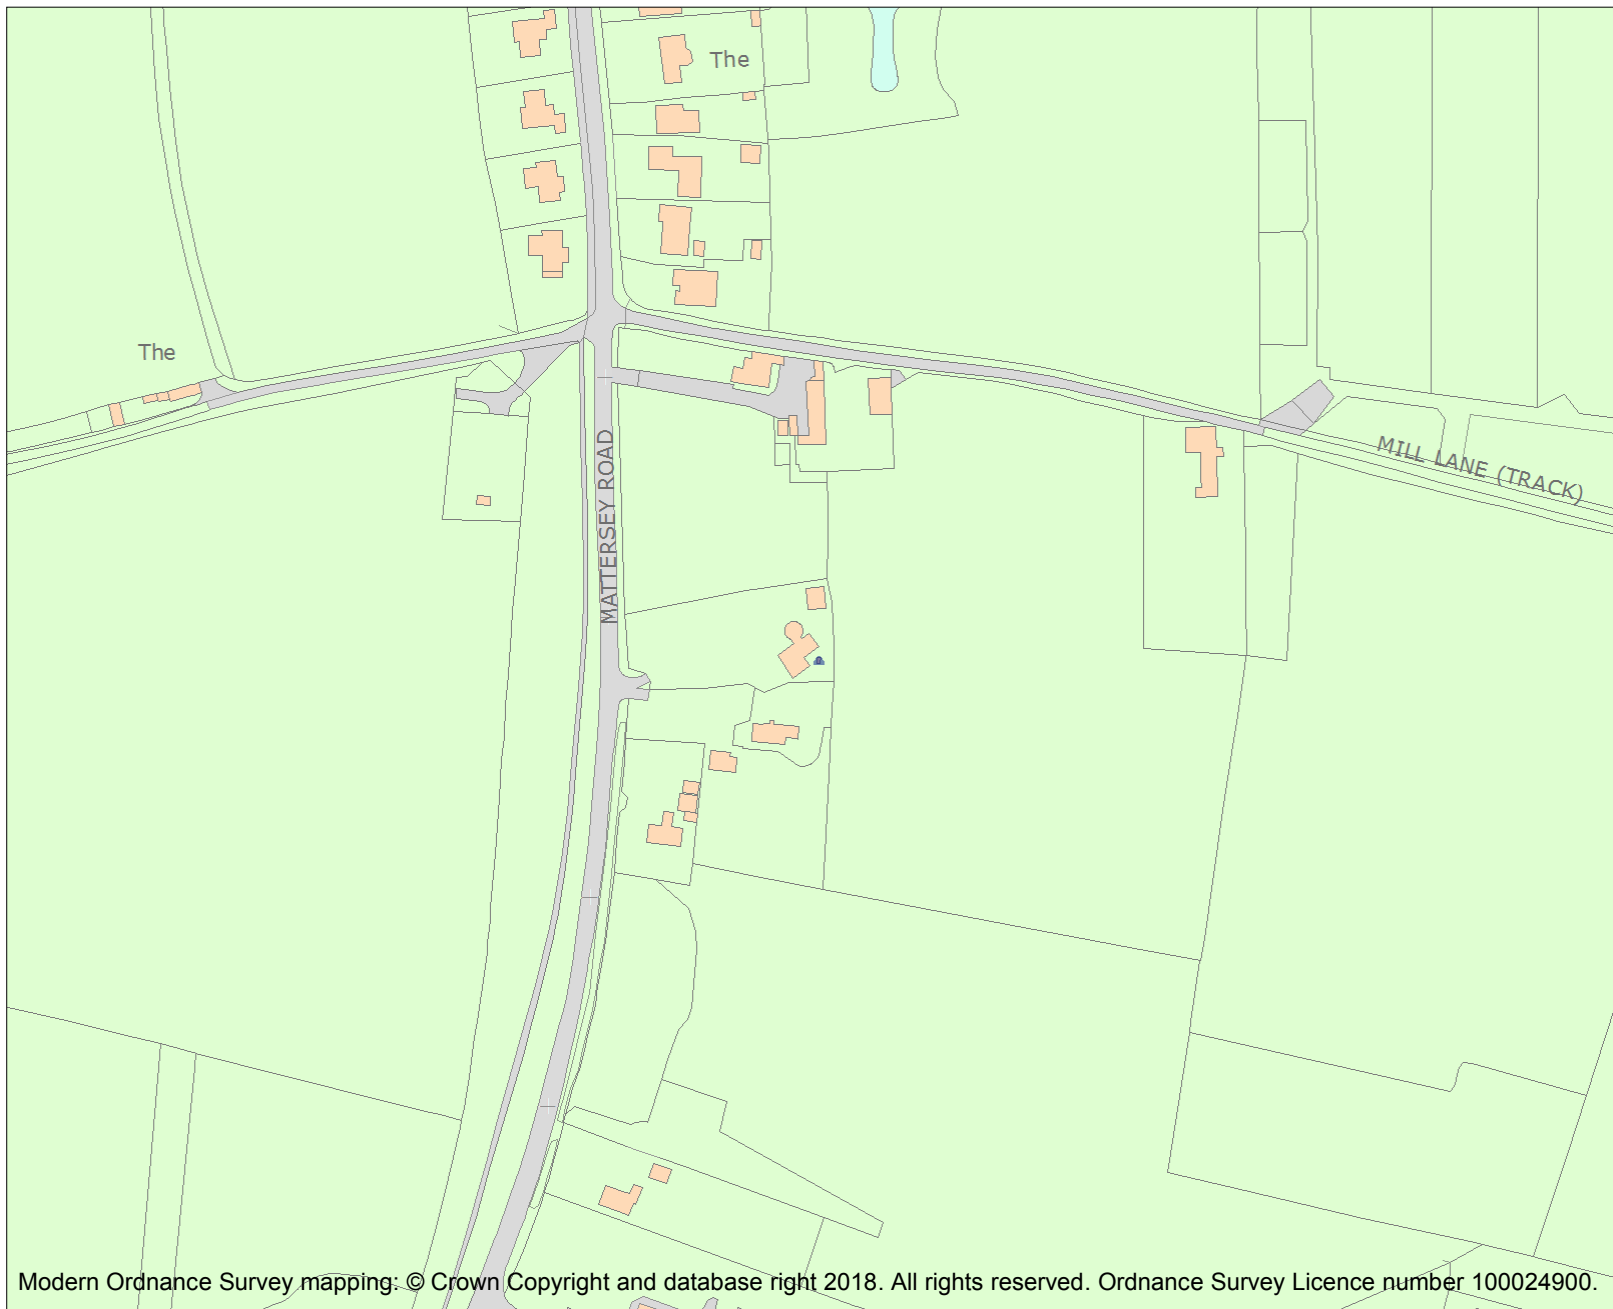 The
The
MATTERSEY ROAD
MILL LANE (TRACK)
Modern Ordnance Survey mapping: © Crown Copyright and database right 2018. All rights reserved. Ordnance Survey Licence number 100024900.